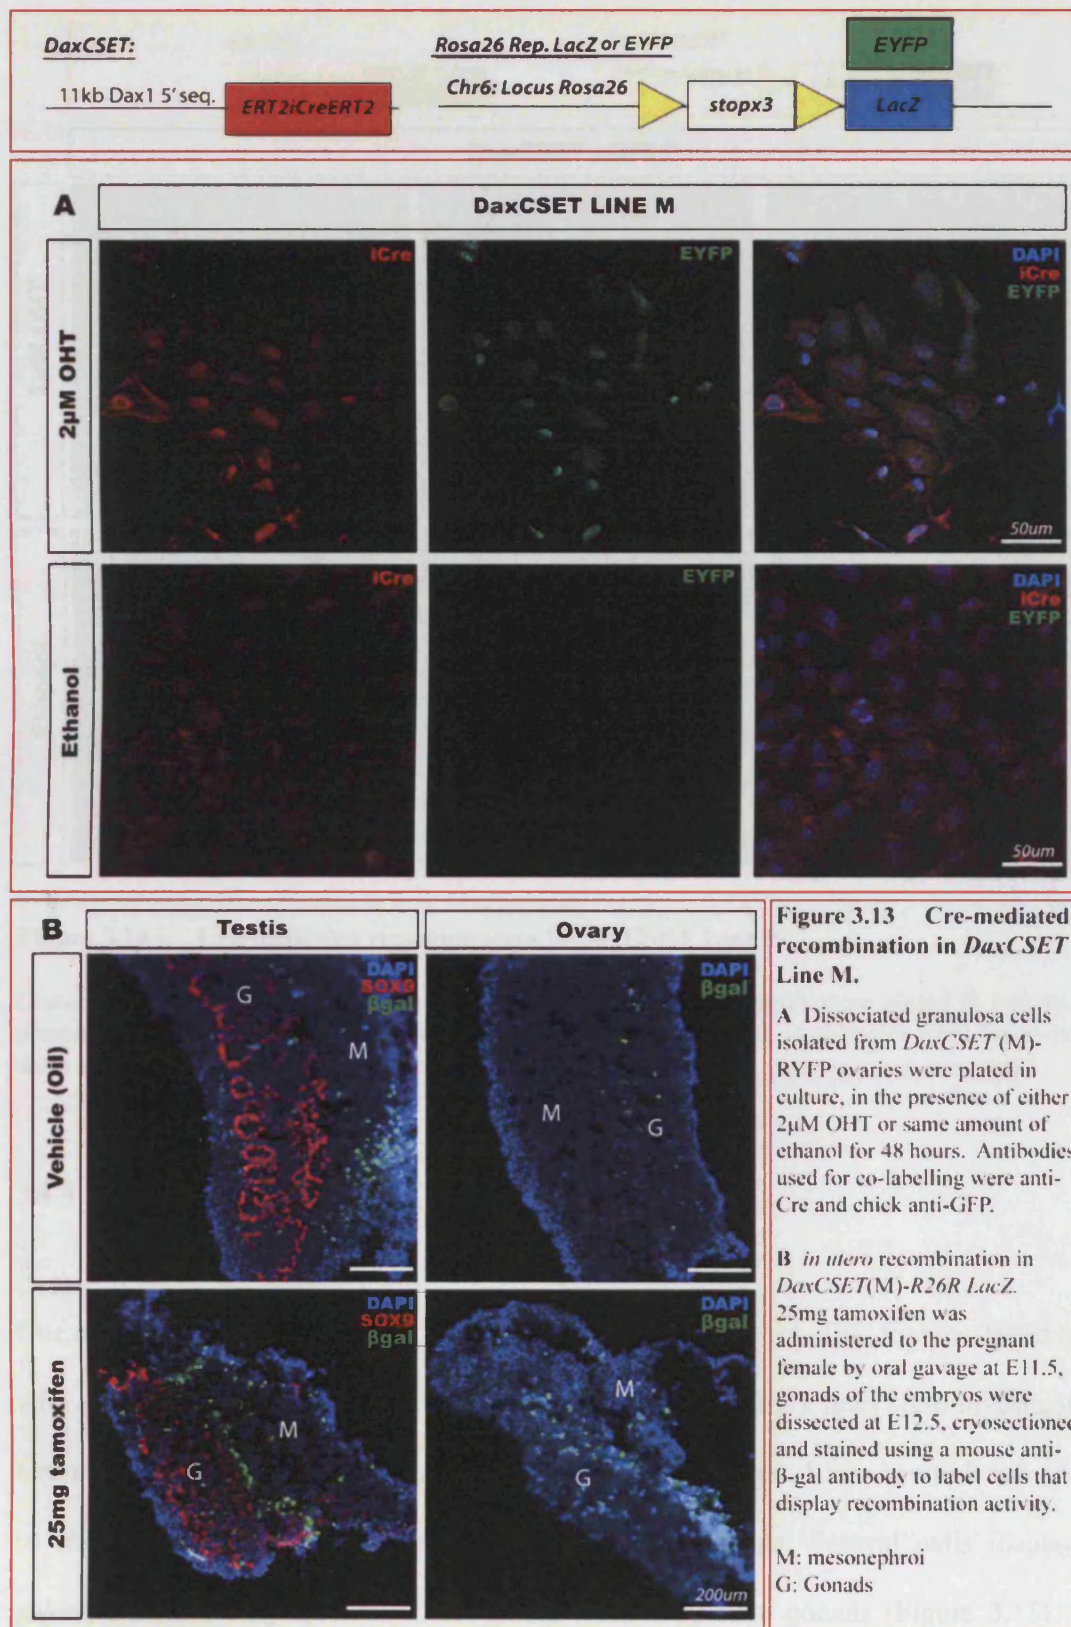 DaxCSET:
11kb Dax1 5' seq.
ERT2iCreERT2
Rosa26 Rep. LacZ or EYFP
Chr6: Locus Rosa26
stopx3
EYFP
LacZ
A
DaxCSET LINE M
2µM OHT
iCre
EYFP
DAPI
iCre
EYFP
50um
Ethanol
iCre
EYFP
DAPI
iCre
EYFP
50um
B
Testis
Ovary
Vehicle (Oil)
DAPI
SOX9
βgal
G
M
DAPI
βgal
M
G
25mg tamoxifen
DAPI
SOX9
βgal
M
G
DAPI
βgal
M
G
200um
Figure 3.13 Cre-mediated
recombination in DaxCSET
Line M.
A Dissociated granulosa cells
isolated from DaxCSET (M)-
RYFP ovaries were plated in
culture, in the presence of either
2µM OHT or same amount of
ethanol for 48 hours. Antibodies
used for co-labelling were anti-
Cre and chick anti-GFP.
B in utero recombination in
DaxCSET(M)-R26R LacZ.
25mg tamoxifen was
administered to the pregnant
female by oral gavage at E11.5,
gonads of the embryos were
dissected at E12.5, cryosectioned
and stained using a mouse anti-
β-gal antibody to label cells that
display recombination activity.
M: mesonephroi
G: Gonads